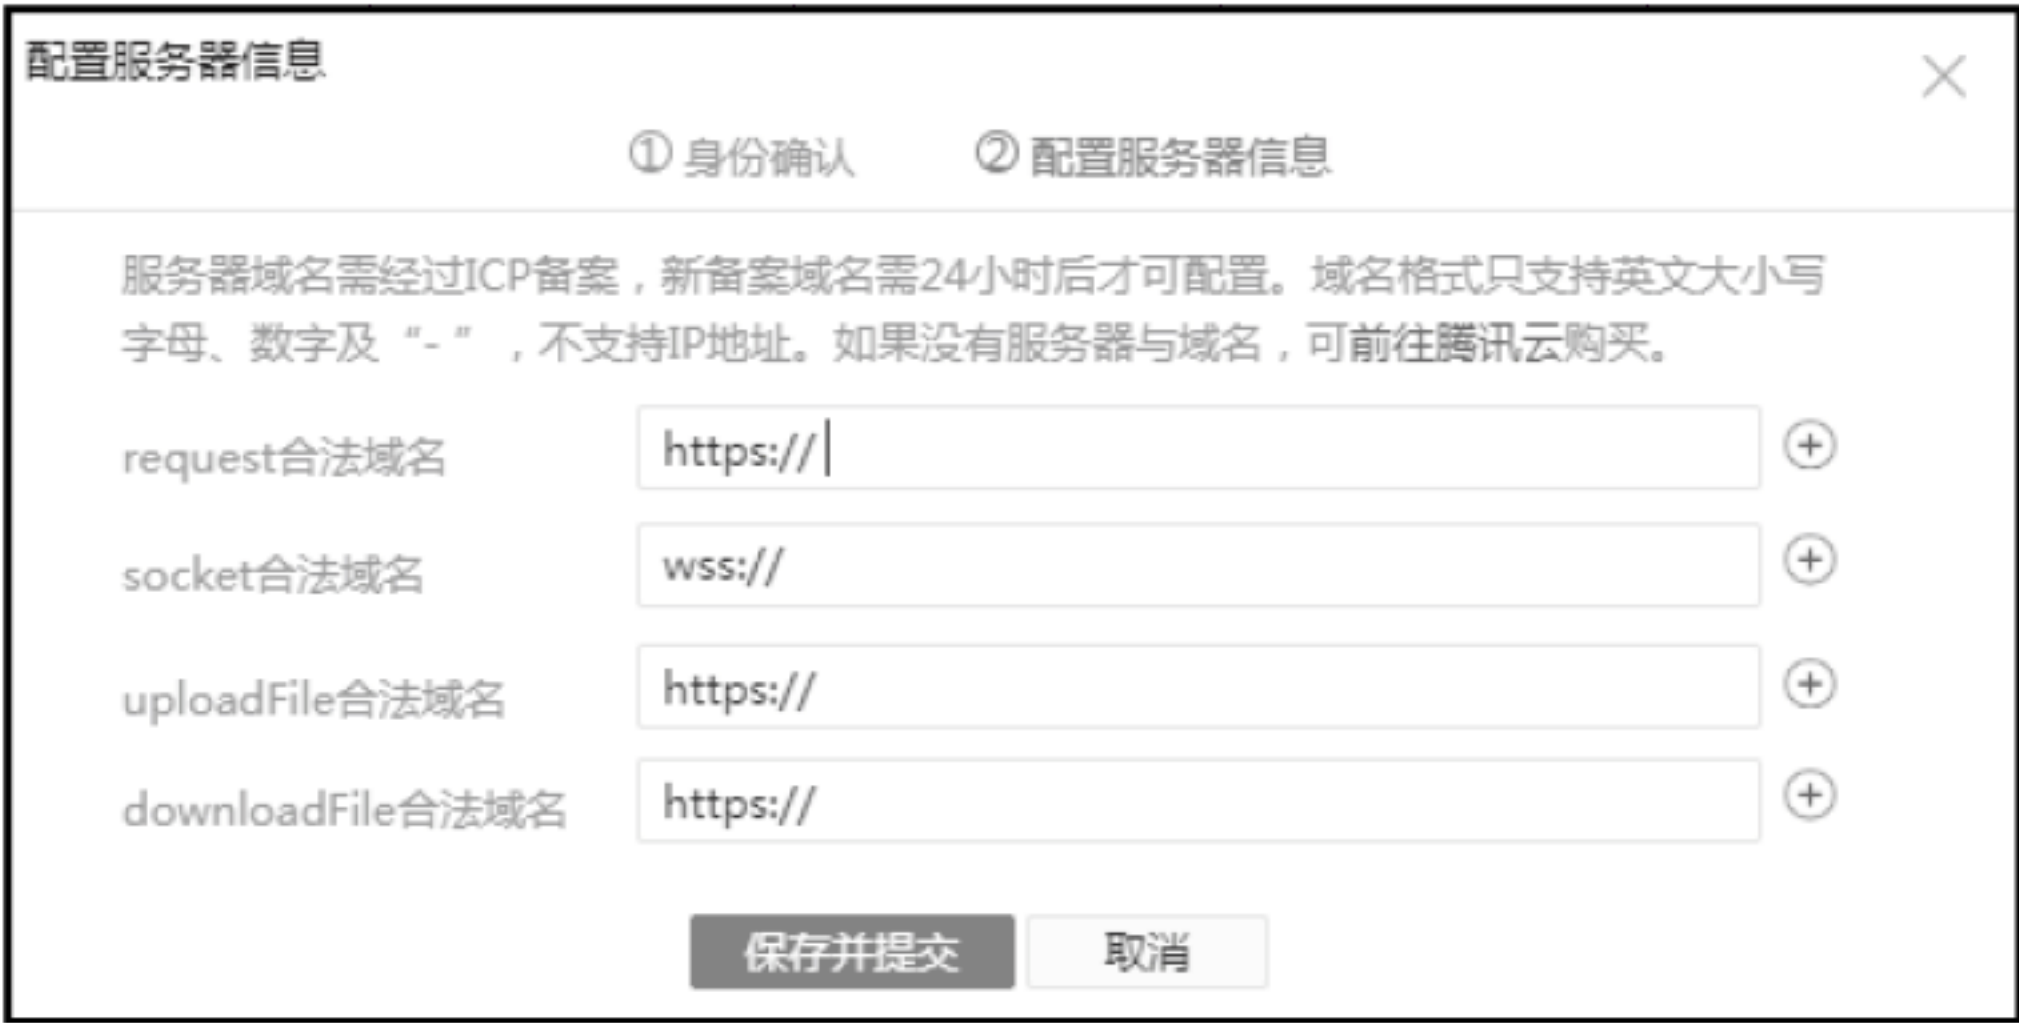 配置服务器信息
① 身份确认 ② 配置服务器信息
服务器域名需经过ICP备案，新备案域名需24小时后才可配置。域名格式只支持英文大小写
字母、数字及“-”，不支持IP地址。如果没有服务器与域名，可前往腾讯云购买。
request合法域名 https://
socket合法域名 wss://
uploadFile合法域名 https://
downloadFile合法域名 https://
保存并提交 取消